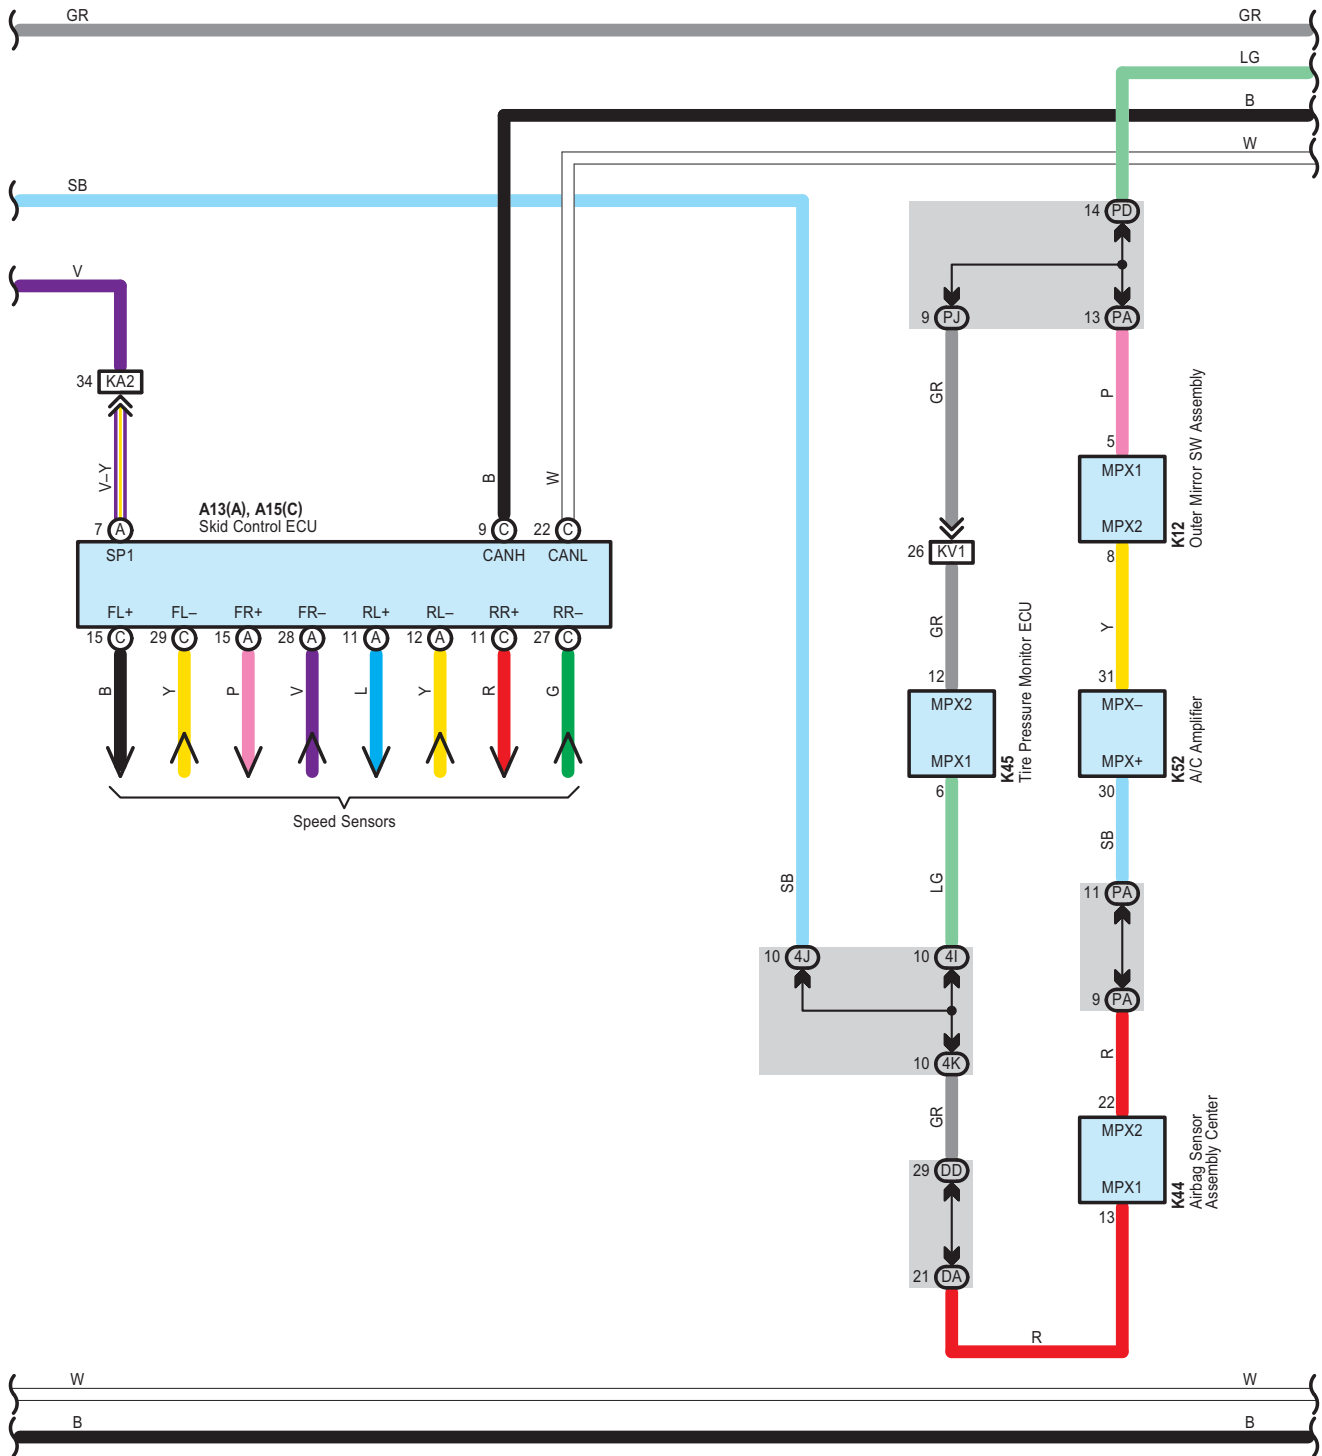 GR GR
LG
B
W
SB
14 PD
V
9 PJ 13 PA
34 KA2
GR P
5
V–Y B W
MPX1
MPX2
K12
Outer Mirror SW Assembly
8
A13(A), A15(C)
Skid Control ECU
7 A 9 C 22 C
SP1 CANH CANL
26 KV1
FL+ FL– FR+ FR– RL+ RL– RR+ RR–
15 C 29 C 15 A 28 A 11 A 12 A 11 C 27 C
B Y P V L Y R G
GR Y
12 31
MPX2
MPX1
K45
Tire Pressure Monitor ECU
MPX–
MPX+
K52
A/C Amplifier
6 30
Speed Sensors
SB LG SB
11 PA
10 4J 10 4I
9 PA
10 4K
R
GR
22
MPX2
MPX1
K44
Airbag Sensor
Assembly Center
29 DD
13
21 DA
R
W W
B B